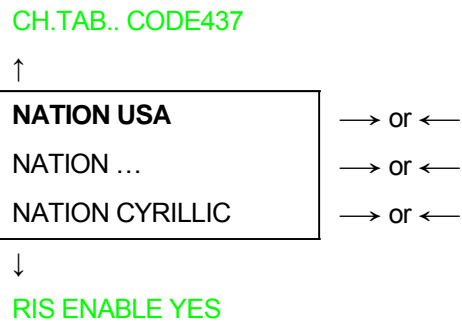 CH.TAB.. CODE437
↑
NATION USA → or ←
NATION … → or ←
NATION CYRILLIC → or ←
↓
RIS ENABLE YES